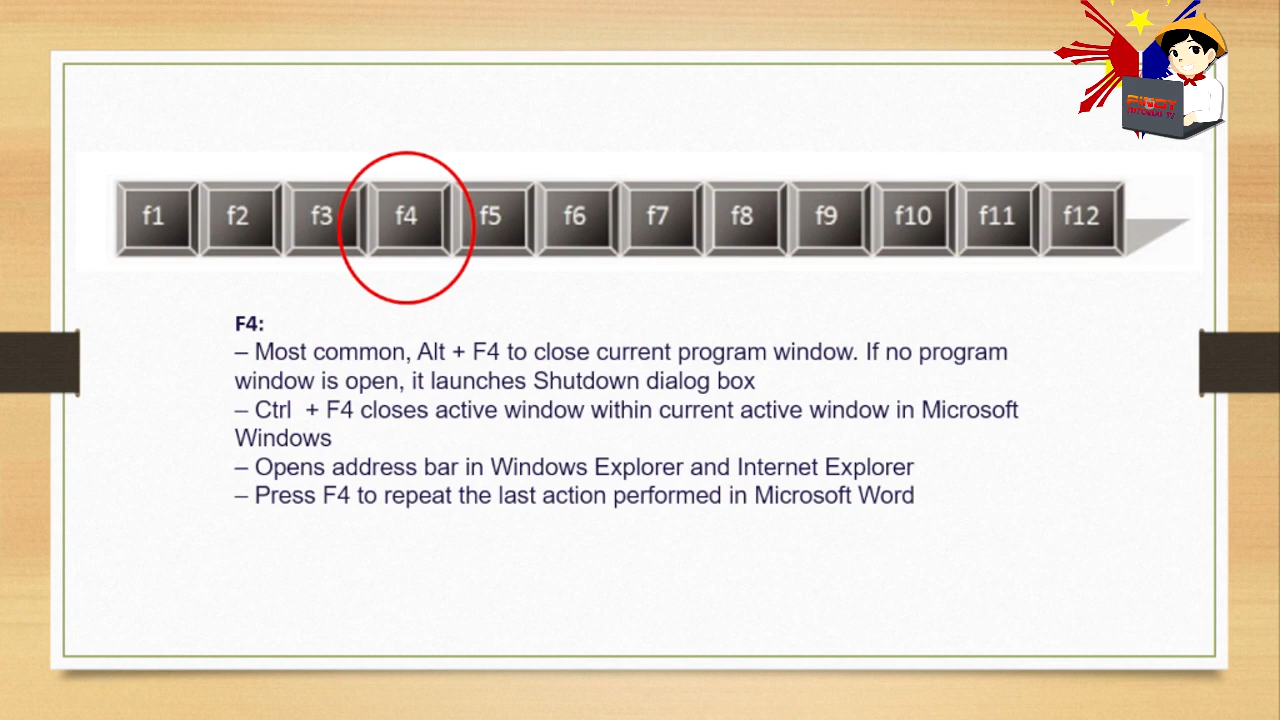 PINOY
TUTORIAL TV
f1 f2 f3 f4 f5 f6 f7 f8 f9 f10 f11 f12
F4:
– Most common, Alt + F4 to close current program window. If no program
window is open, it launches Shutdown dialog box
– Ctrl  + F4 closes active window within current active window in Microsoft
Windows
– Opens address bar in Windows Explorer and Internet Explorer
– Press F4 to repeat the last action performed in Microsoft Word